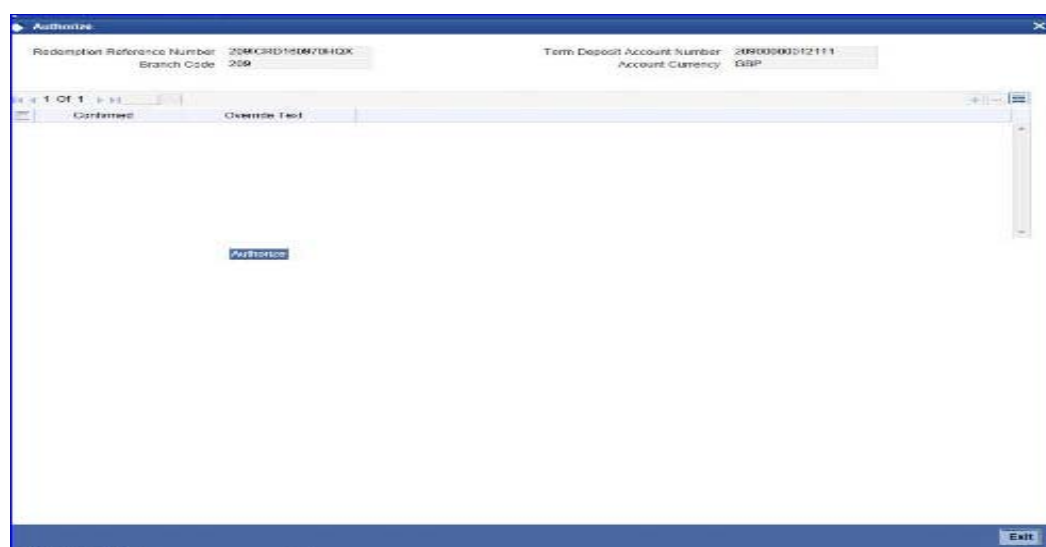 Authorize
Redemption Reference Number
Term Deposit Account Number
Branch Code 209
Account Currency GBP
1 Of 1
Confirmed Override Text
Authorize
Exit